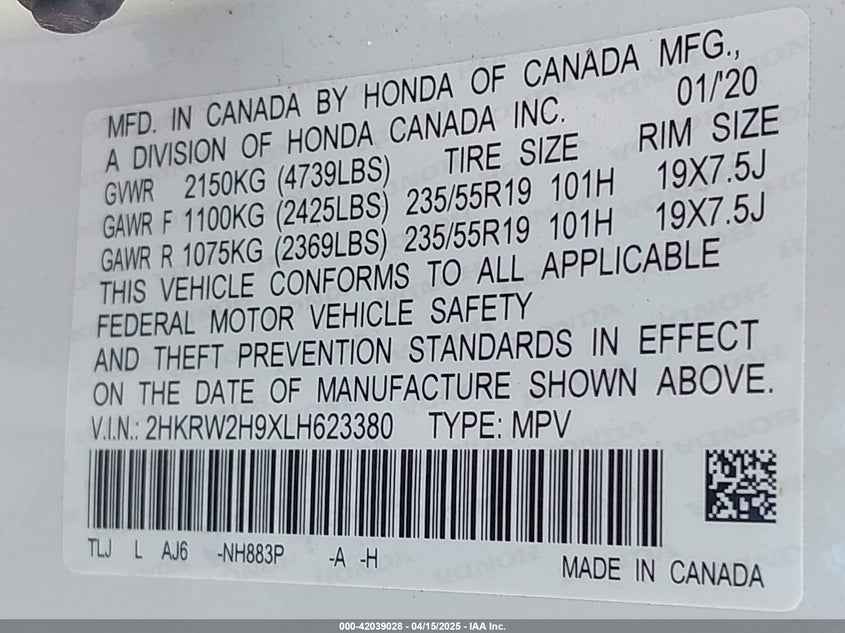 MFD. IN CANADA BY HONDA OF CANADA MFG.,
A DIVISION OF HONDA CANADA INC. 01/'20
GVWR 2150KG (4739LBS) TIRE SIZE RIM SIZE
GAWR F 1100KG (2425LBS) 235/55R19 101H 19X7.5J
GAWR R 1075KG (2369LBS) 235/55R19 101H 19X7.5J
THIS VEHICLE CONFORMS TO ALL APPLICABLE
FEDERAL MOTOR VEHICLE SAFETY
AND THEFT PREVENTION STANDARDS IN EFFECT
ON THE DATE OF MANUFACTURE SHOWN ABOVE.
V.I.N.: 2HKRW2H9XLH623380 TYPE: MPV
TLJ L AJ6 -NH883P -A -H
MADE IN CANADA
000-42039028 - 04/15/2025 - IAA Inc.